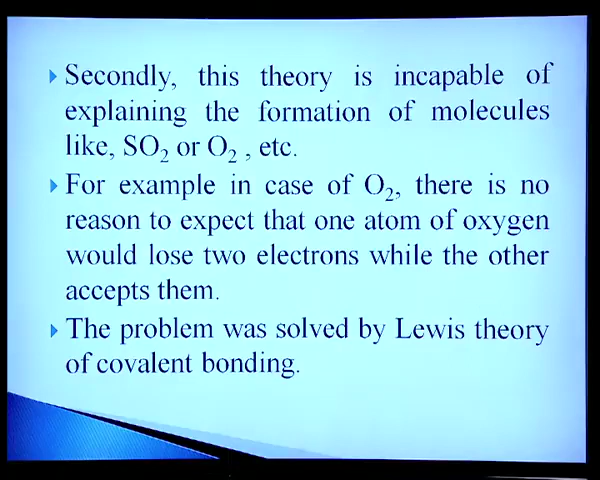 Secondly, this theory is incapable of
explaining the formation of molecules
like, SO₂ or O₂ , etc.
For example in case of O₂, there is no
reason to expect that one atom of oxygen
would lose two electrons while the other
accepts them.
The problem was solved by Lewis theory
of covalent bonding.